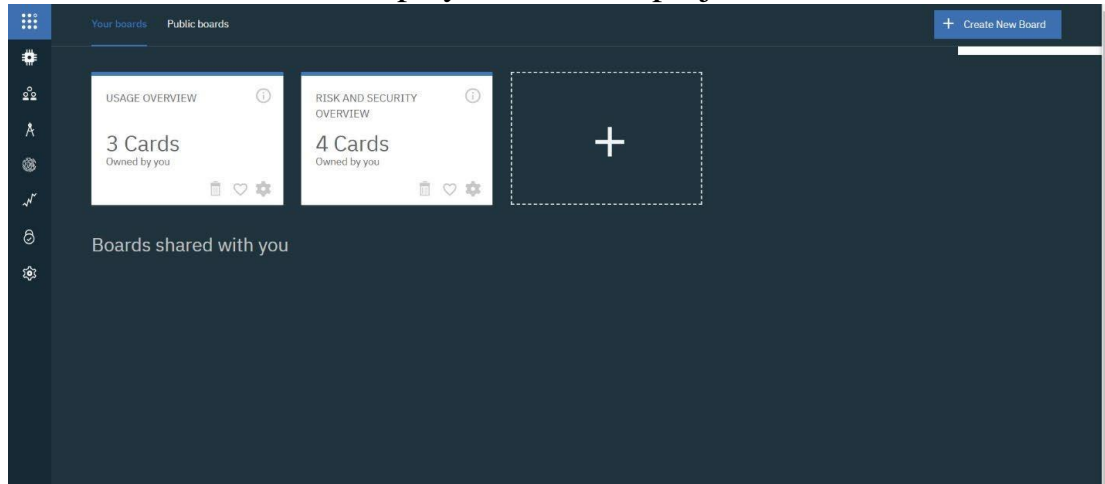 Your boards Public boards + Create New Board
USAGE OVERVIEW
3 Cards
Owned by you
RISK AND SECURITY
OVERVIEW
4 Cards
Owned by you
Boards shared with you